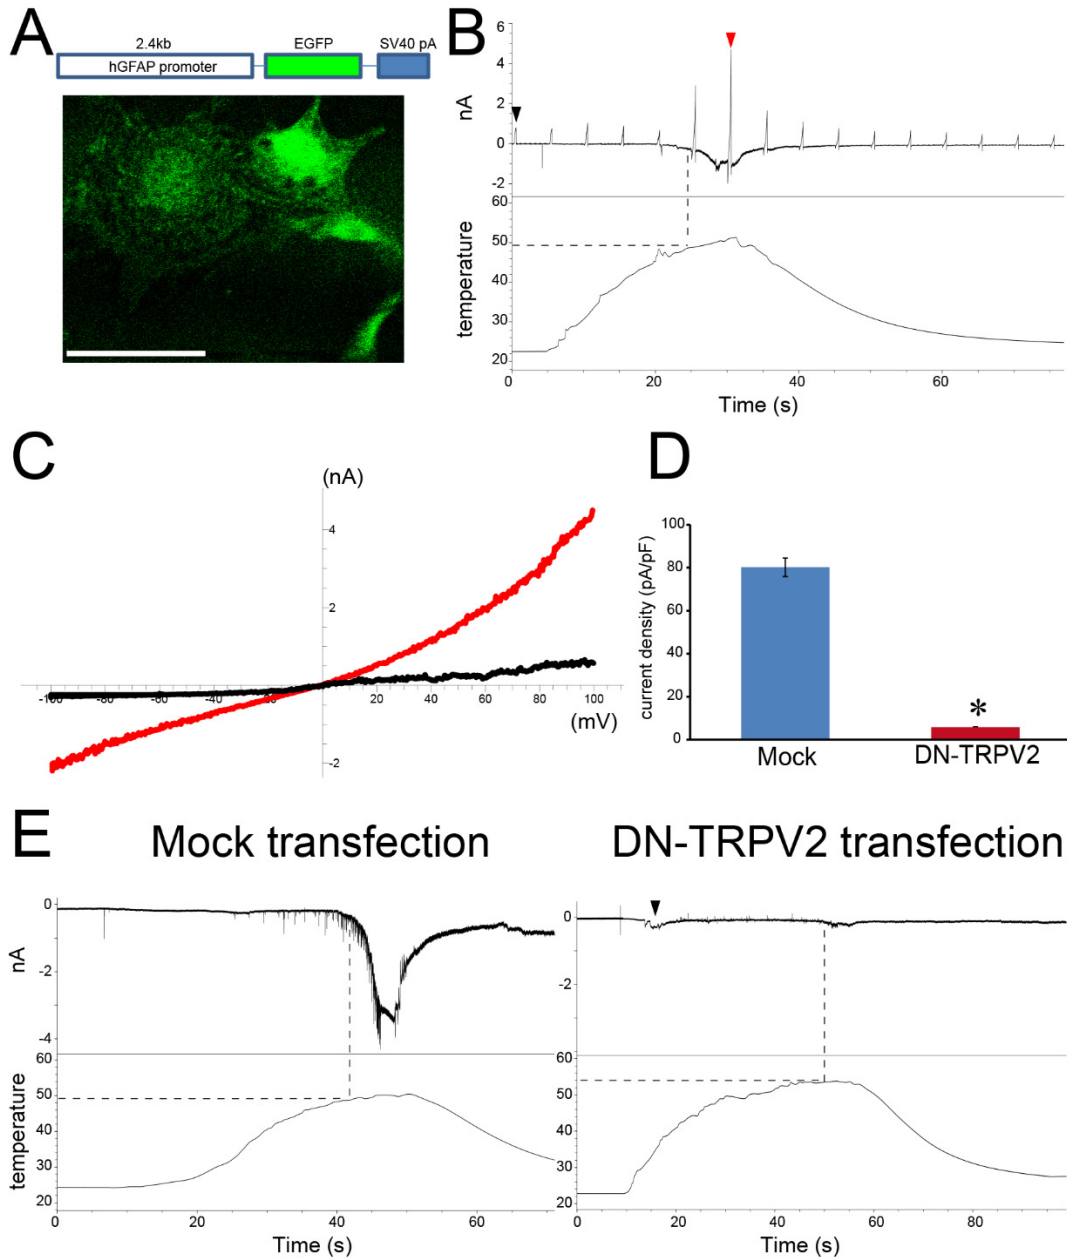 A
2.4kb EGFP SV40 pA
hGFAP promoter
B
6
4
2
0
-2
nA
60
50
40
30
20
temperature
0 20 40 60
Time (s)
C
(nA)
4
2
-100 -80 -60 -40 -20 20 40 60 80 100
(mV)
-2
D
100
80
60
40
20
0
current density (pA/pF)
*
Mock DN-TRPV2
E
Mock transfection DN-TRPV2 transfection
0
-2
-4
nA
60
50
40
30
20
temperature
0 20 40 60
Time (s)
0
-2
60
50
40
30
20
0 20 40 60 80
Time (s)